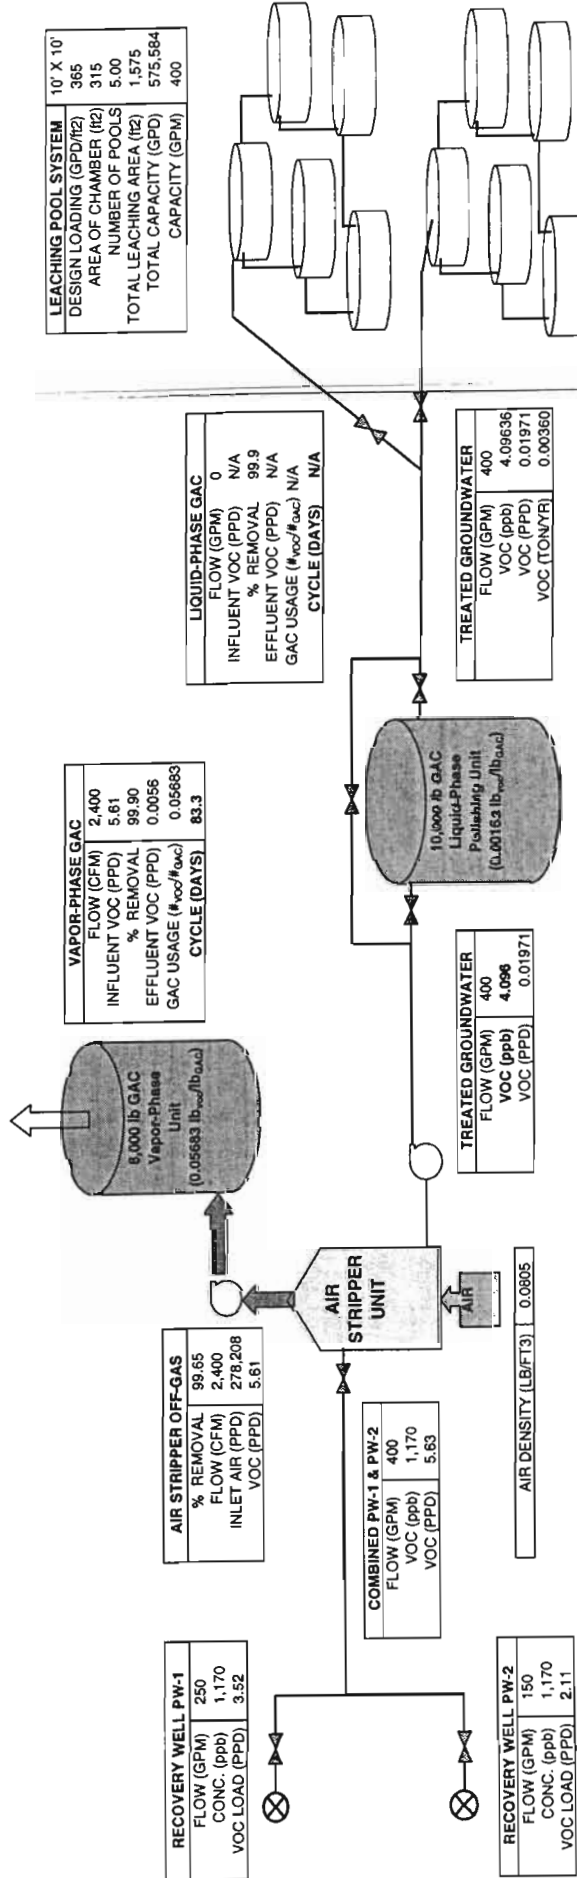 RECOVERY WELL PW-1
FLOW (GPM) 250
CONC. (ppb) 1,170
VOC LOAD (PPD) 3.52
RECOVERY WELL PW-2
FLOW (GPM) 150
CONC. (ppb) 1,170
VOC LOAD (PPD) 2.11
COMBINED PW-1 & PW-2
FLOW (GPM) 400
VOC (ppb) 1,170
VOC (PPD) 5.63
AIR STRIPPER OFF-GAS
% REMOVAL 99.65
FLOW (CFM) 2,400
INLET AIR (PPD) 278,208
VOC (PPD) 5.61
AIR
STRIPPER
UNIT
AIR
AIR DENSITY (LB/FT3) 0.0805
8,000 lb GAC
Vapor-Phase
Unit
(0.05683 lbvoc/lbGAC)
VAPOR-PHASE GAC
FLOW (CFM) 2,400
INFLUENT VOC (PPD) 5.61
% REMOVAL 99.90
EFFLUENT VOC (PPD) 0.0056
GAC USAGE (#voc/#GAC) 0.05683
CYCLE (DAYS) 83.3
TREATED GROUNDWATER
FLOW (GPM) 400
VOC (ppb) 4.096
VOC (PPD) 0.01971
10,000 lb GAC
Liquid-Phase
Polishing Unit
(0.00163 lbvoc/lbGAC)
LIQUID-PHASE GAC
FLOW (GPM) 0
INFLUENT VOC (PPD) N/A
% REMOVAL 99.9
EFFLUENT VOC (PPD) N/A
GAC USAGE (#voc/#GAC) N/A
CYCLE (DAYS) N/A
TREATED GROUNDWATER
FLOW (GPM) 400
VOC (ppb) 4.09636
VOC (PPD) 0.01971
VOC (TON/YR) 0.00360
LEACHING POOL SYSTEM 10' X 10'
DESIGN LOADING (GPD/ft2) 365
AREA OF CHAMBER (ft2) 315
NUMBER OF POOLS 5.00
TOTAL LEACHING AREA (ft2) 1,575
TOTAL CAPACITY (GPD) 575,584
CAPACITY (GPM) 400